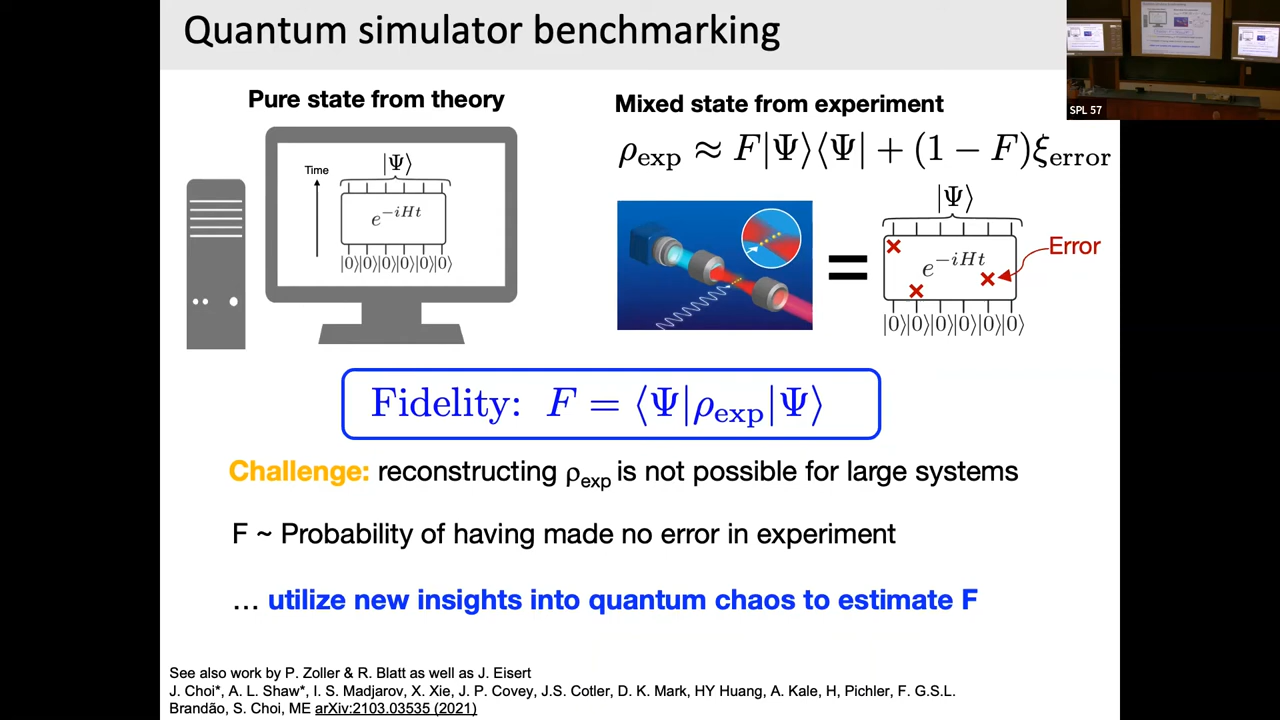 Quantum simulator benchmarking
SPL 57
Pure state from theory
Time
|Ψ⟩
e^{-iHt}
|0⟩|0⟩|0⟩|0⟩|0⟩|0⟩
Mixed state from experiment
ρ_exp ≈ F|Ψ⟩⟨Ψ| + (1 − F)ξ_error
|Ψ⟩
=
e^{-iHt}
Error
|0⟩|0⟩|0⟩|0⟩|0⟩|0⟩
Fidelity: F = ⟨Ψ|ρ_exp|Ψ⟩
Challenge: reconstructing ρ_exp is not possible for large systems
F ~ Probability of having made no error in experiment
… utilize new insights into quantum chaos to estimate F
See also work by P. Zoller & R. Blatt as well as J. Eisert
J. Choi*, A. L. Shaw*, I. S. Madjarov, X. Xie, J. P. Covey, J.S. Cotler, D. K. Mark, HY Huang, A. Kale, H, Pichler, F. G.S.L.
Brandão, S. Choi, ME arXiv:2103.03535 (2021)